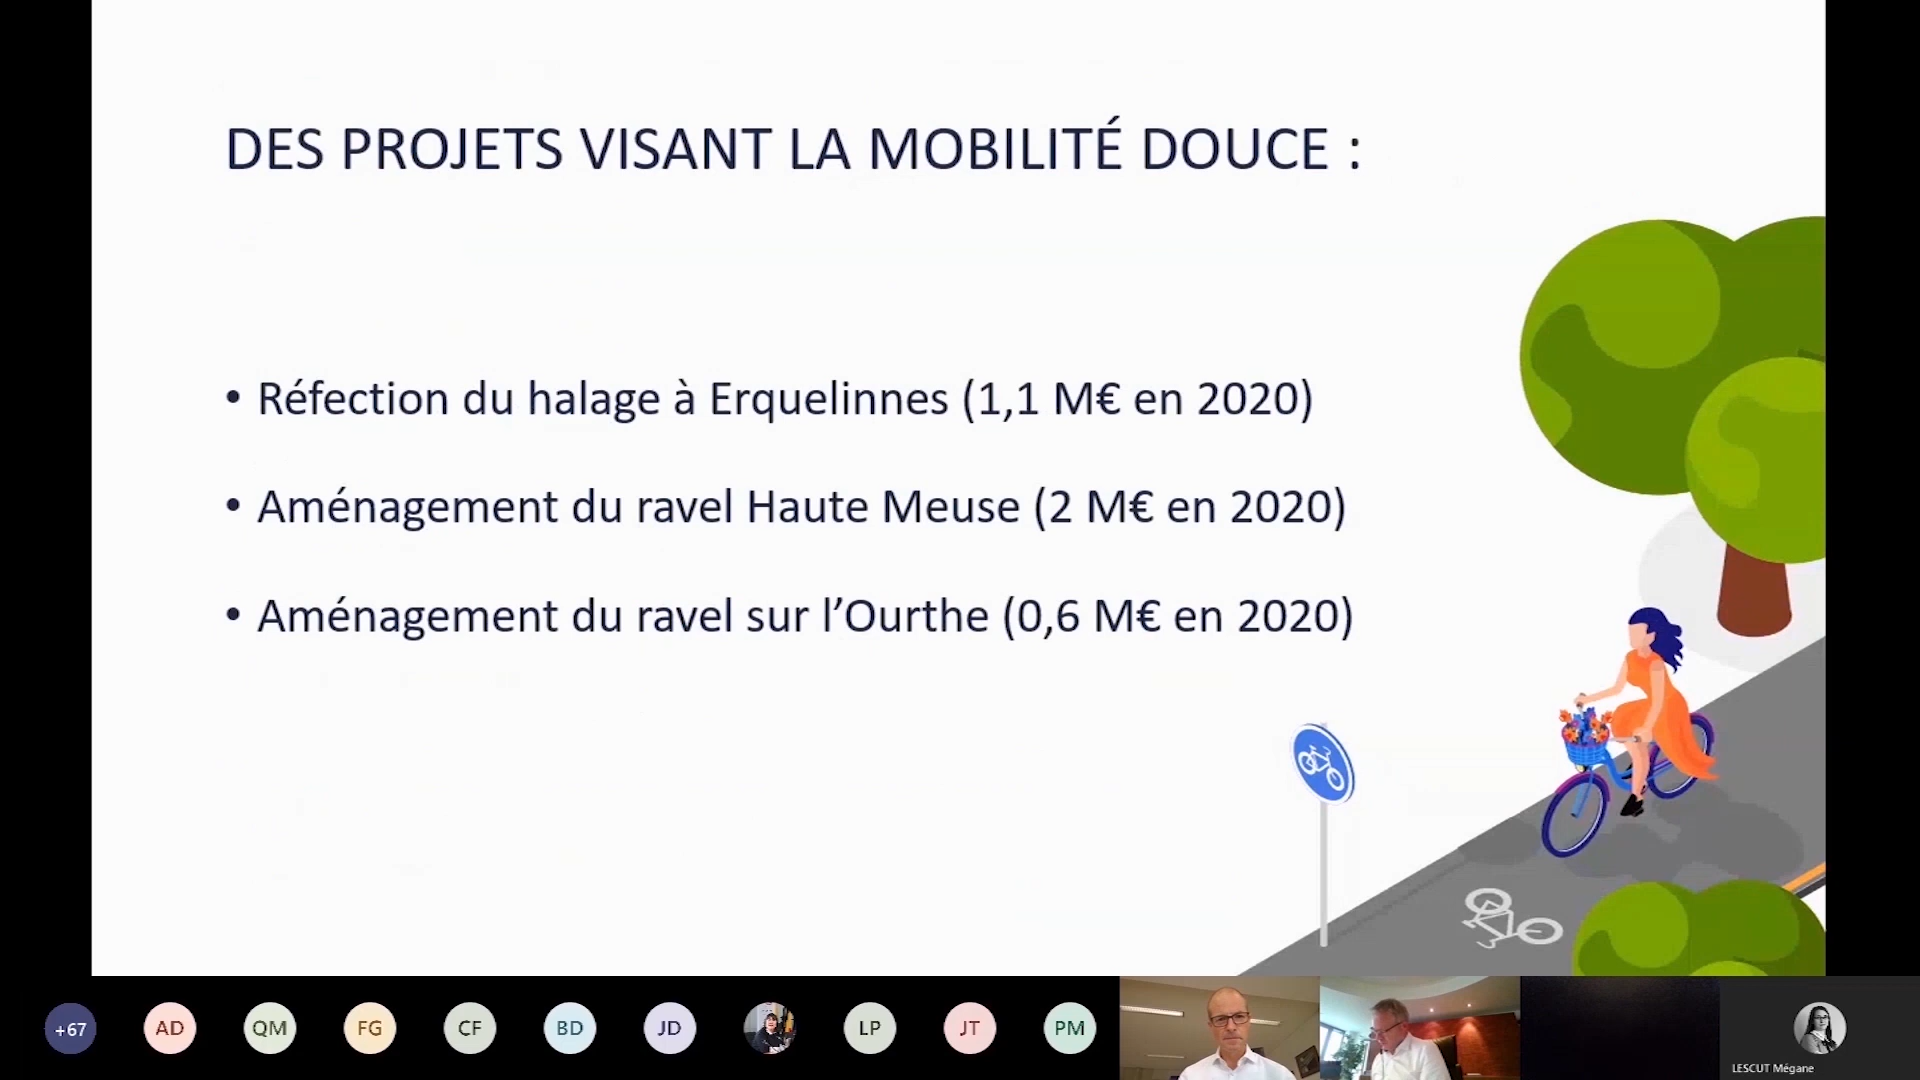 DES PROJETS VISANT LA MOBILITÉ DOUCE :
• Réfection du halage à Erquelinnes (1,1 M€ en 2020)
• Aménagement du ravel Haute Meuse (2 M€ en 2020)
• Aménagement du ravel sur l’Ourthe (0,6 M€ en 2020)
+67
AD
QM
FG
CF
BD
JD
LP
JT
PM
LESCUT Mégane